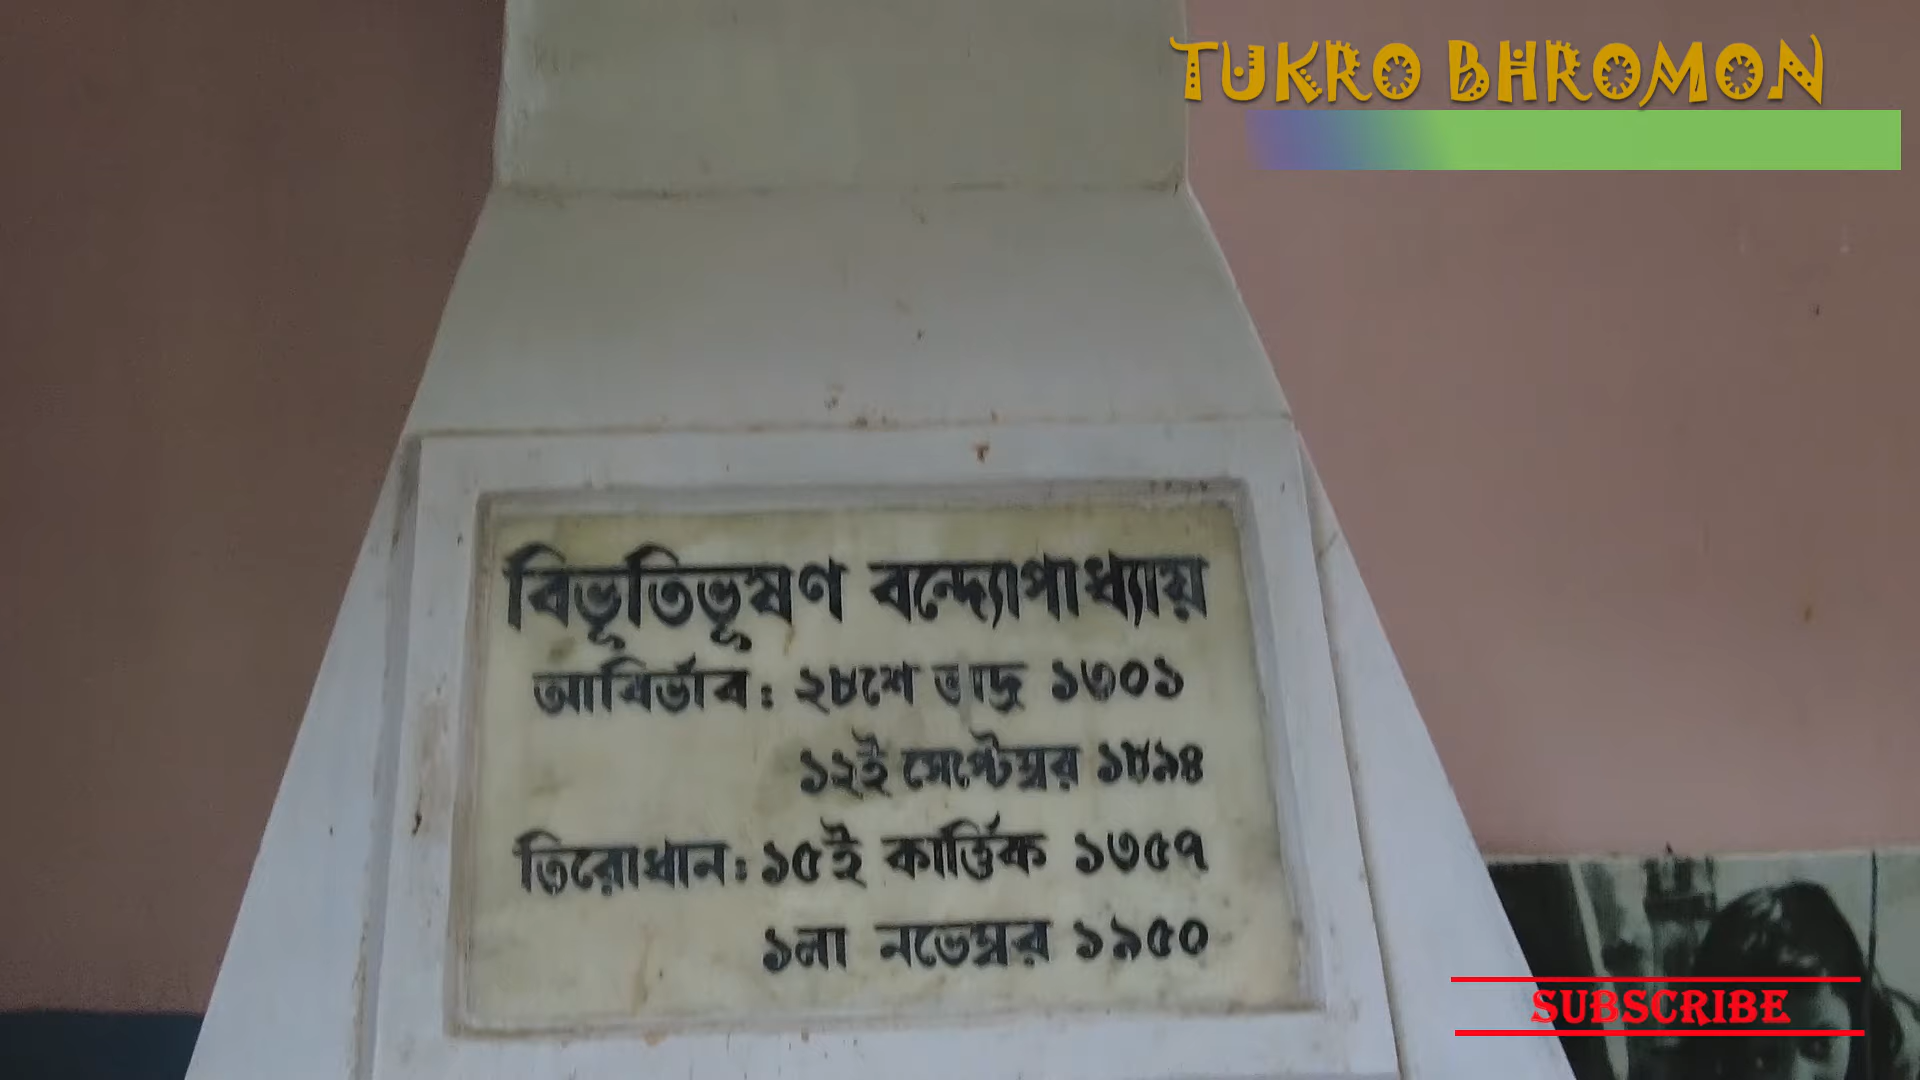 TUKRO BHROMON
বিভূতিভূষণ বন্দ্যোপাধ্যায়
আবির্ভাব: ২৮শে ভাদ্র ১৩০১
১২ই সেপ্টেম্বর ১৮৯৪
তিরোধান: ১৫ই কার্ত্তিক ১৩৫৭
১লা নভেম্বর ১৯৫০
SUBSCRIBE